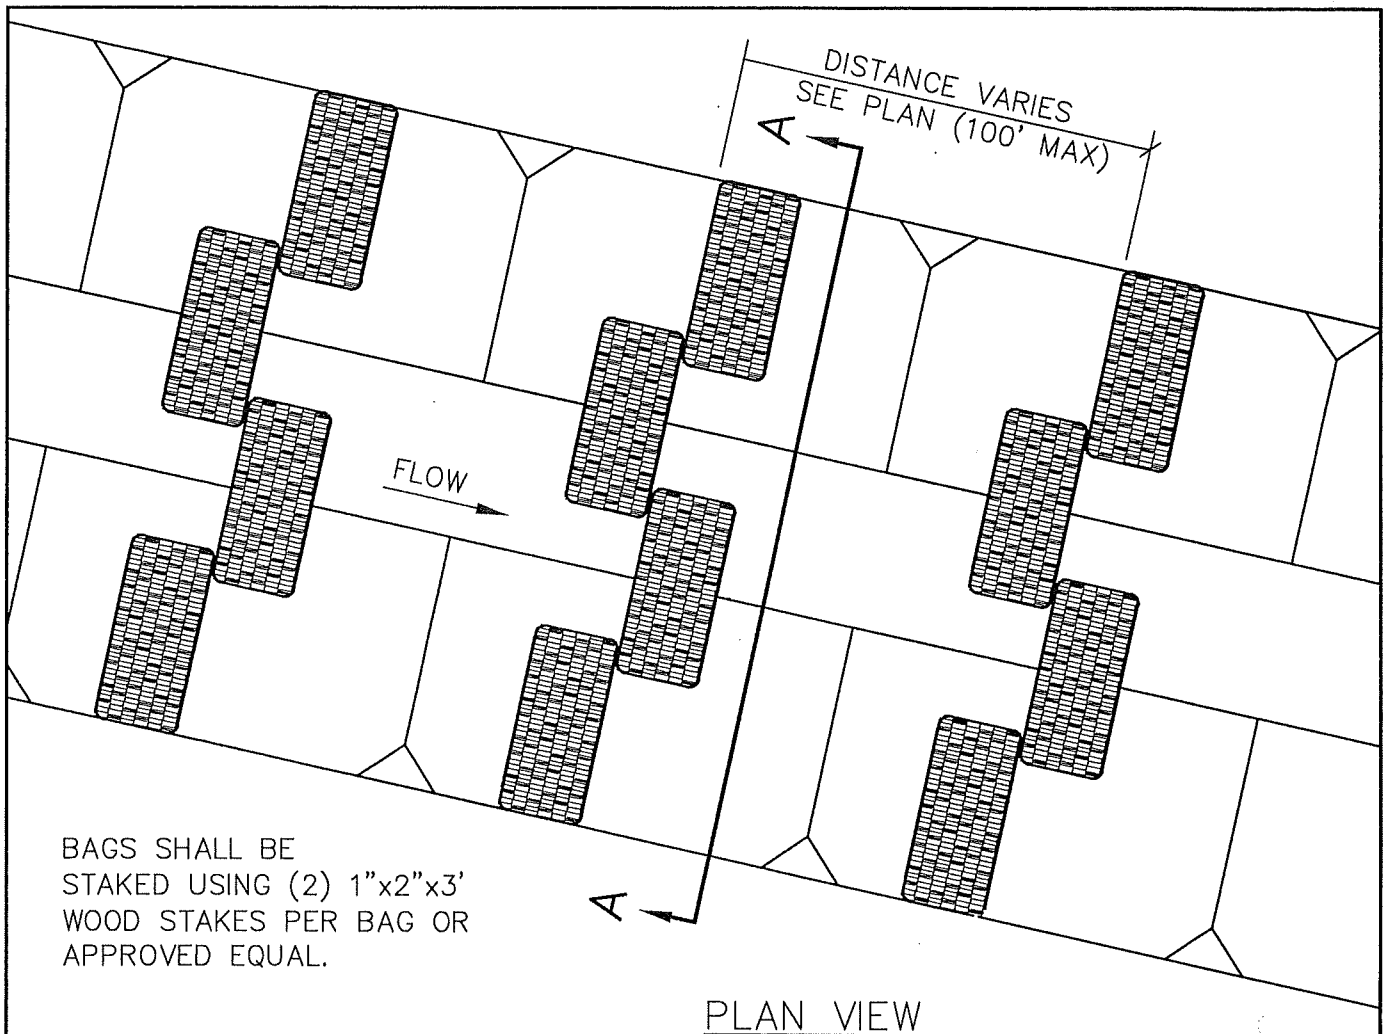 DISTANCE VARIES
SEE PLAN (100' MAX)
A
FLOW
BAGS SHALL BE
STAKED USING (2) 1"x2"x3'
WOOD STAKES PER BAG OR
APPROVED EQUAL.
A
PLAN VIEW